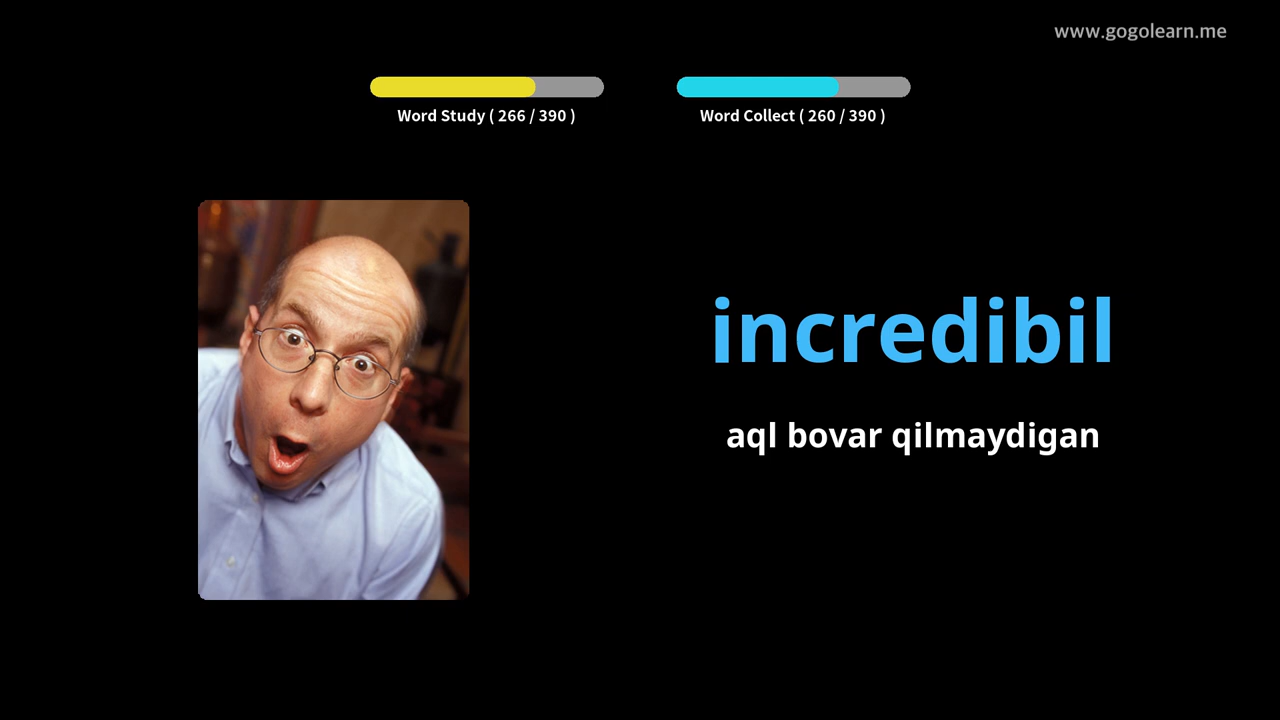 www.gogolearn.me
Word Study ( 266 / 390 )
Word Collect ( 260 / 390 )
incredibil
aql bovar qilmaydigan